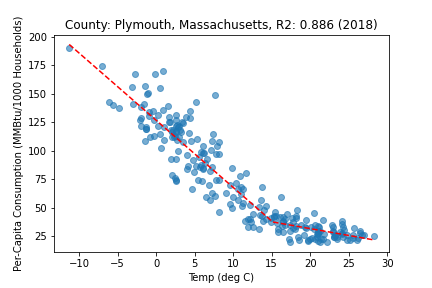 County: Plymouth, Massachusetts, R2: 0.886 (2018)
Per-Capita Consumption (MMBtu/1000 Households)
200
175
150
125
100
75
50
25
−10 −5 0 5 10 15 20 25 30
Temp (deg C)